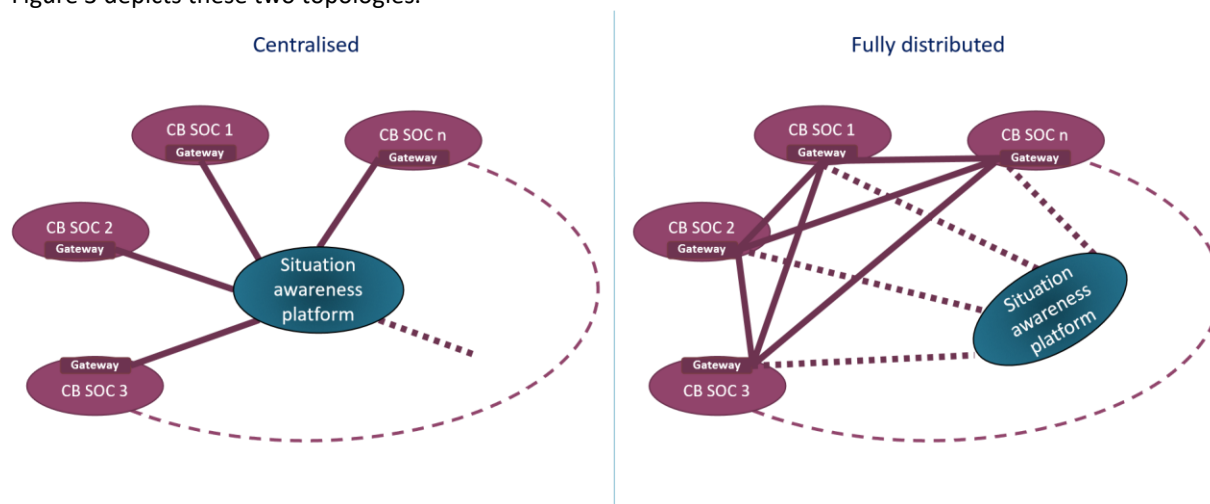 Figure 3 depicts these two topologies.
Centralised
CB SOC 1
Gateway
CB SOC n
Gateway
CB SOC 2
Gateway
Situation
awareness
platform
Gateway
CB SOC 3
Fully distributed
CB SOC 1
Gateway
CB SOC n
Gateway
CB SOC 2
Gateway
Situation
awareness
platform
Gateway
CB SOC 3